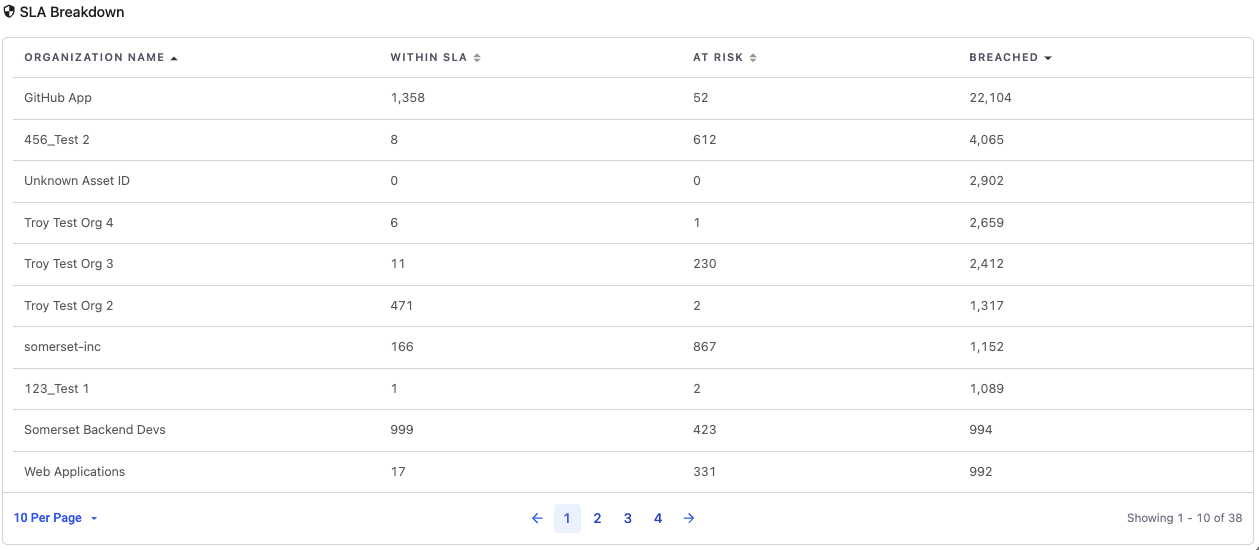 SLA Breakdown
ORGANIZATION NAME WITHIN SLA AT RISK BREACHED
GitHub App 1,358 52 22,104
456_Test 2 8 612 4,065
Unknown Asset ID 0 0 2,902
Troy Test Org 4 6 1 2,659
Troy Test Org 3 11 230 2,412
Troy Test Org 2 471 2 1,317
somerset-inc 166 867 1,152
123_Test 1 1 2 1,089
Somerset Backend Devs 999 423 994
Web Applications 17 331 992
10 Per Page 1 2 3 4 Showing 1 - 10 of 38